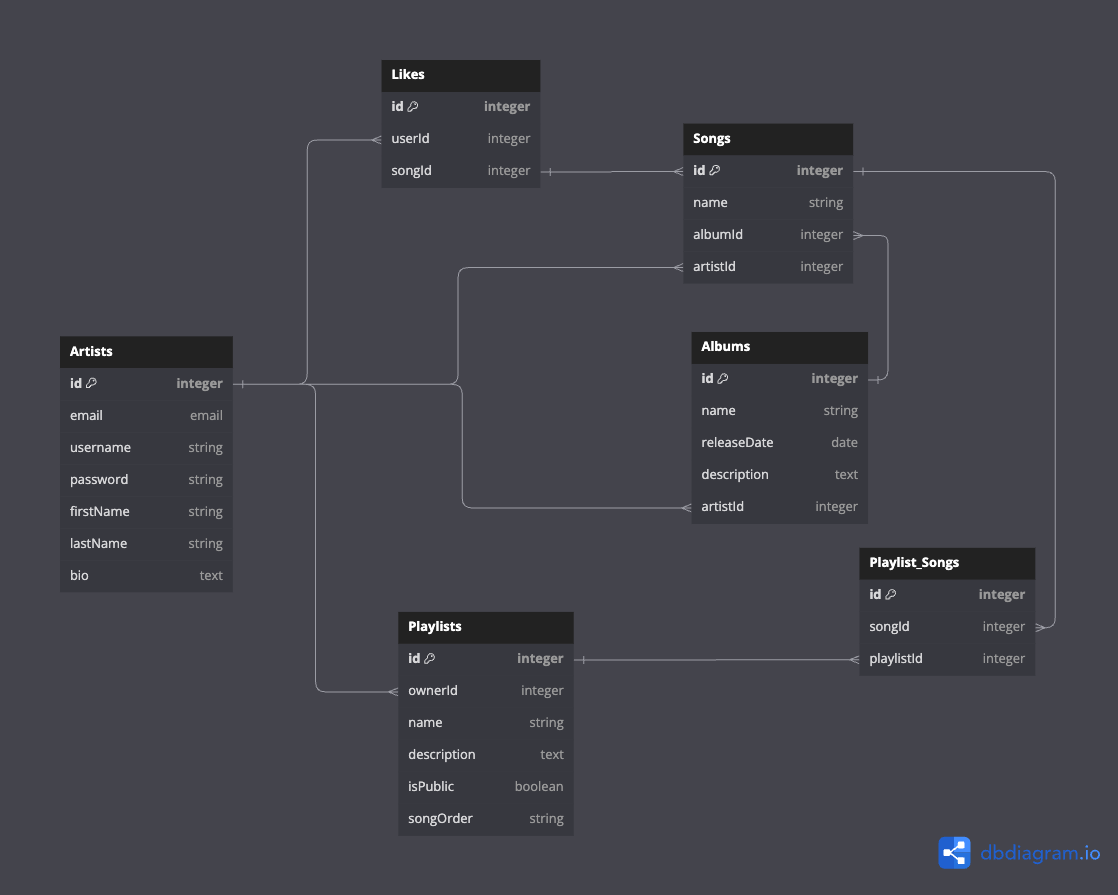 Likes
id integer
userId integer
songId integer
Songs
id integer
name string
albumId integer
artistId integer
Artists
id integer
email email
username string
password string
firstName string
lastName string
bio text
Albums
id integer
name string
releaseDate date
description text
artistId integer
Playlist_Songs
id integer
songId integer
playlistId integer
Playlists
id integer
ownerId integer
name string
description text
isPublic boolean
songOrder string
dbdiagram.io